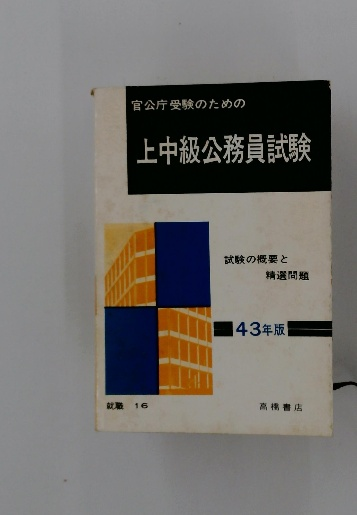 官公庁受験のための
上中級公務員試験
試験の概要と
精選問題
43年版
就職 16
高橋書店